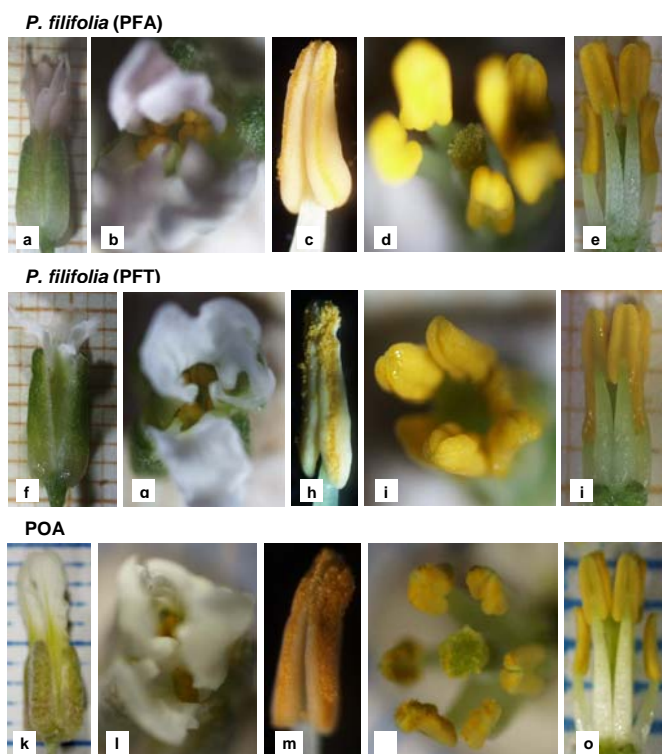 P. filifolia (PFA)
a b c d e
P. filifolia (PFT)
f g h i j
POA
k l m o